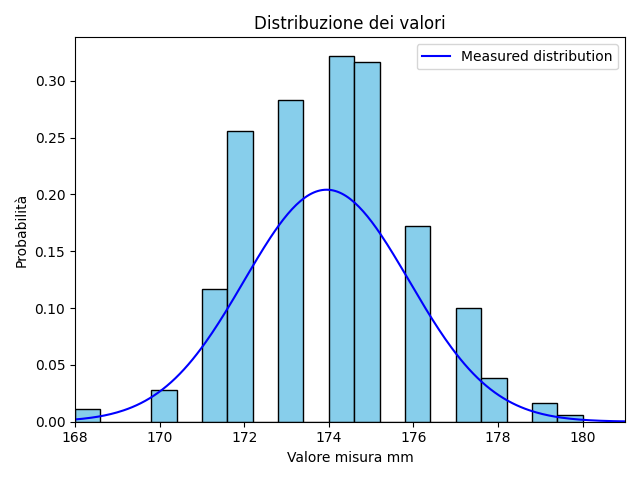 Distribuzione dei valori
Measured distribution
Probabilità
0.30
0.25
0.20
0.15
0.10
0.05
0.00
168 170 172 174 176 178 180
Valore misura mm